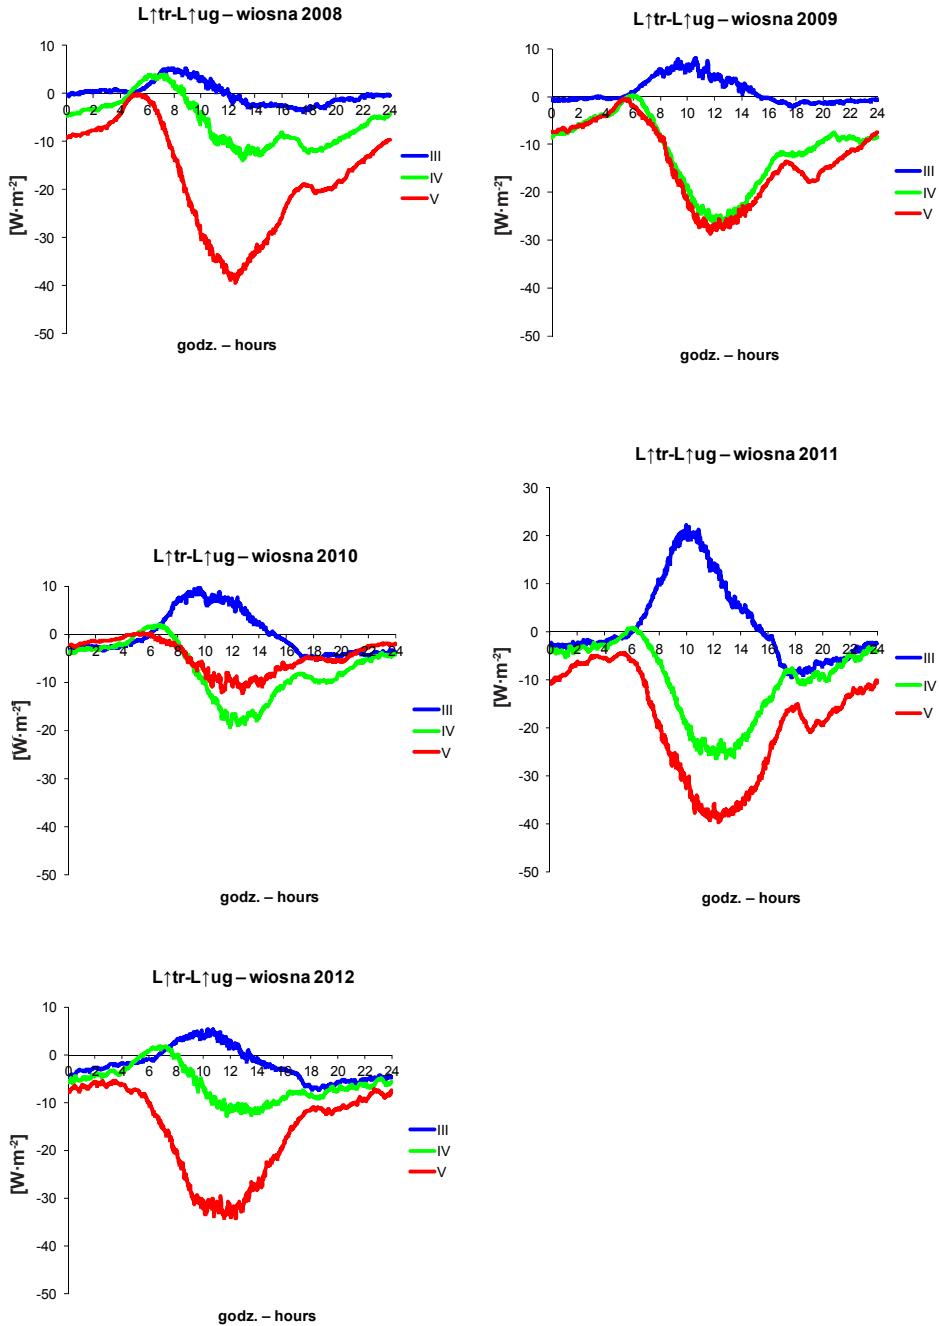 L↑tr-L↑ug – wiosna 2008
10
0
-10
-20
-30
-40
-50
0 2 4 6 8 10 12 14 16 18 20 22 24
[W·m-2]
III
IV
V
godz. – hours
L↑tr-L↑ug – wiosna 2009
10
0
-10
-20
-30
-40
-50
0 2 4 6 8 10 12 14 16 18 20 22 24
[W·m-2]
III
IV
V
godz. – hours
L↑tr-L↑ug – wiosna 2010
10
0
-10
-20
-30
-40
-50
0 2 4 6 8 10 12 14 16 18 20 22 24
[W·m-2]
III
IV
V
godz. – hours
L↑tr-L↑ug – wiosna 2011
30
20
10
0
-10
-20
-30
-40
-50
0 2 4 6 8 10 12 14 16 18 20 22 24
[W·m-2]
III
IV
V
godz. – hours
L↑tr-L↑ug – wiosna 2012
10
0
-10
-20
-30
-40
-50
0 2 4 6 8 10 12 14 16 18 20 22 24
[W·m-2]
III
IV
V
godz. – hours